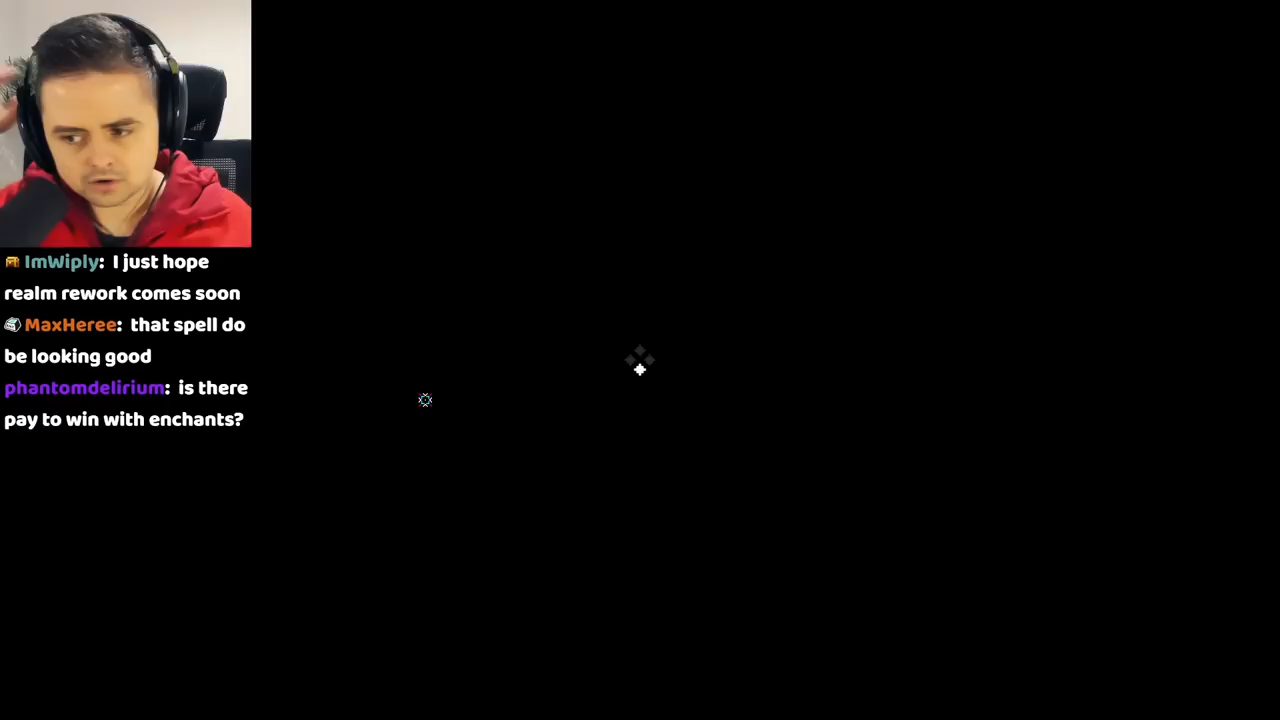 ImWiply: I just hope
realm rework comes soon
MaxHeree: that spell do
be looking good
phantomdelirium: is there
pay to win with enchants?